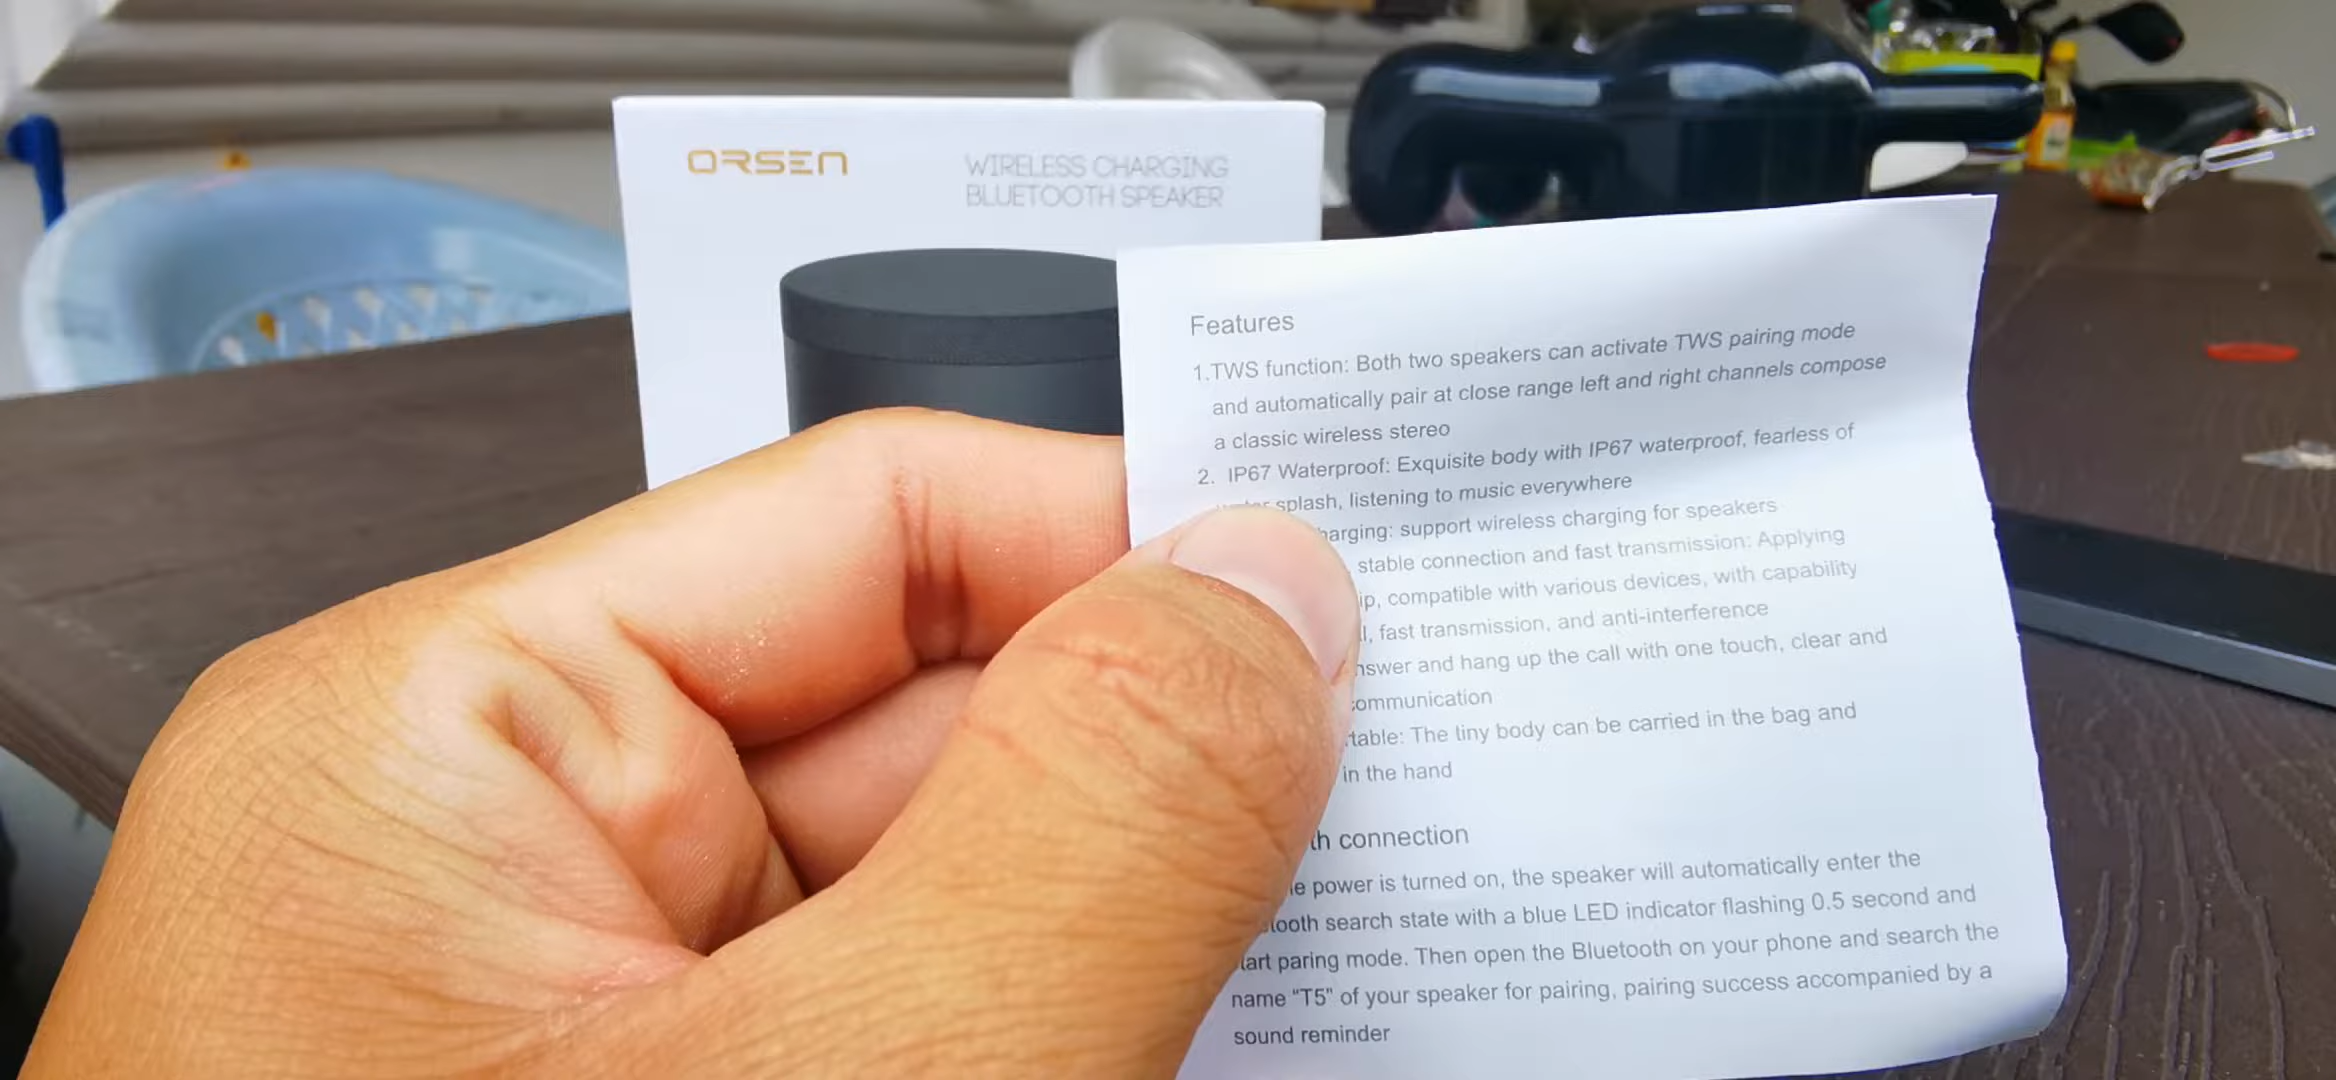 ORSEN
WIRELESS CHARGING
BLUETOOTH SPEAKER
Features
1.TWS function: Both two speakers can activate TWS pairing mode
and automatically pair at close range left and right channels compose
a classic wireless stereo
2. IP67 Waterproof: Exquisite body with IP67 waterproof, fearless of
splash, listening to music everywhere
harging: support wireless charging for speakers
, stable connection and fast transmission: Applying
ip, compatible with various devices, with capability
l, fast transmission, and anti-interference
nswer and hang up the call with one touch, clear and
communication
rtable: The tiny body can be carried in the bag and
in the hand
th connection
e power is turned on, the speaker will automatically enter the
tooth search state with a blue LED indicator flashing 0.5 second and
tart paring mode. Then open the Bluetooth on your phone and search the
name “T5” of your speaker for pairing, pairing success accompanied by a
sound reminder